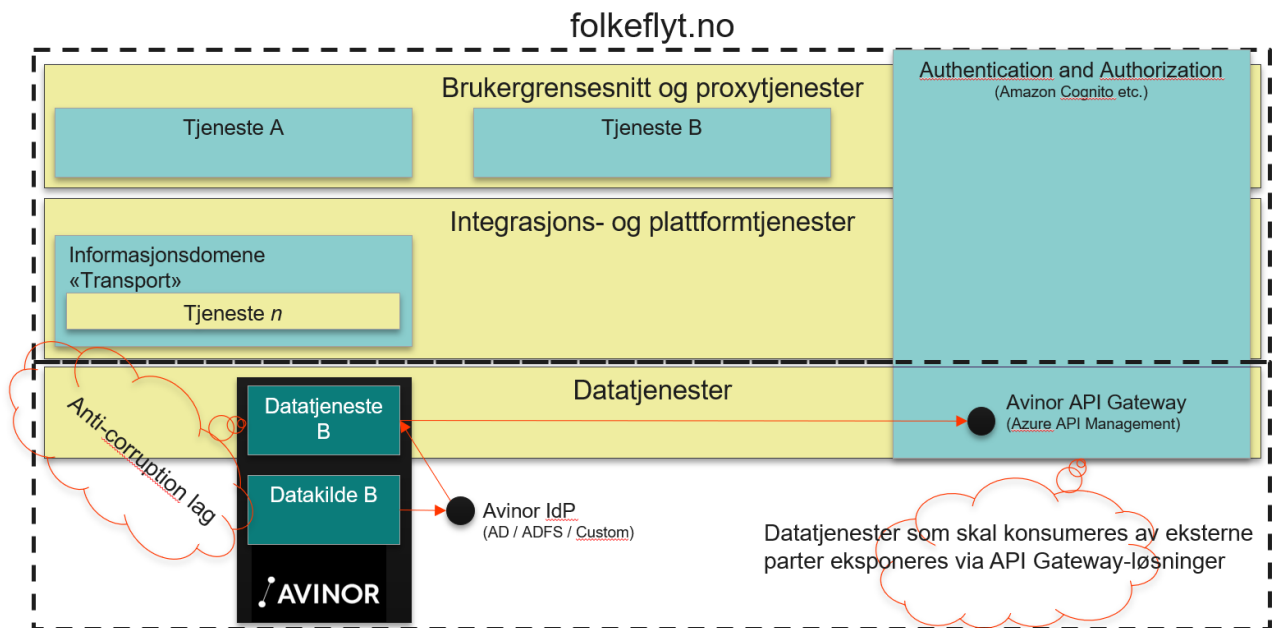 folkeflyt.no
Brukergrensesnitt og proxytjenester
Authentication and Authorization
(Amazon Cognito etc.)
Tjeneste A
Tjeneste B
Integrasjons- og plattformtjenester
Informasjonsdomene
«Transport»
Tjeneste n
Datatjenester
Anti-corruption lag
Datatjeneste
B
Avinor API Gateway
(Azure API Management)
Datakilde B
Avinor IdP
(AD / ADFS / Custom)
Datatjenester som skal konsumeres av eksterne
parter eksponeres via API Gateway-løsninger
AVINOR